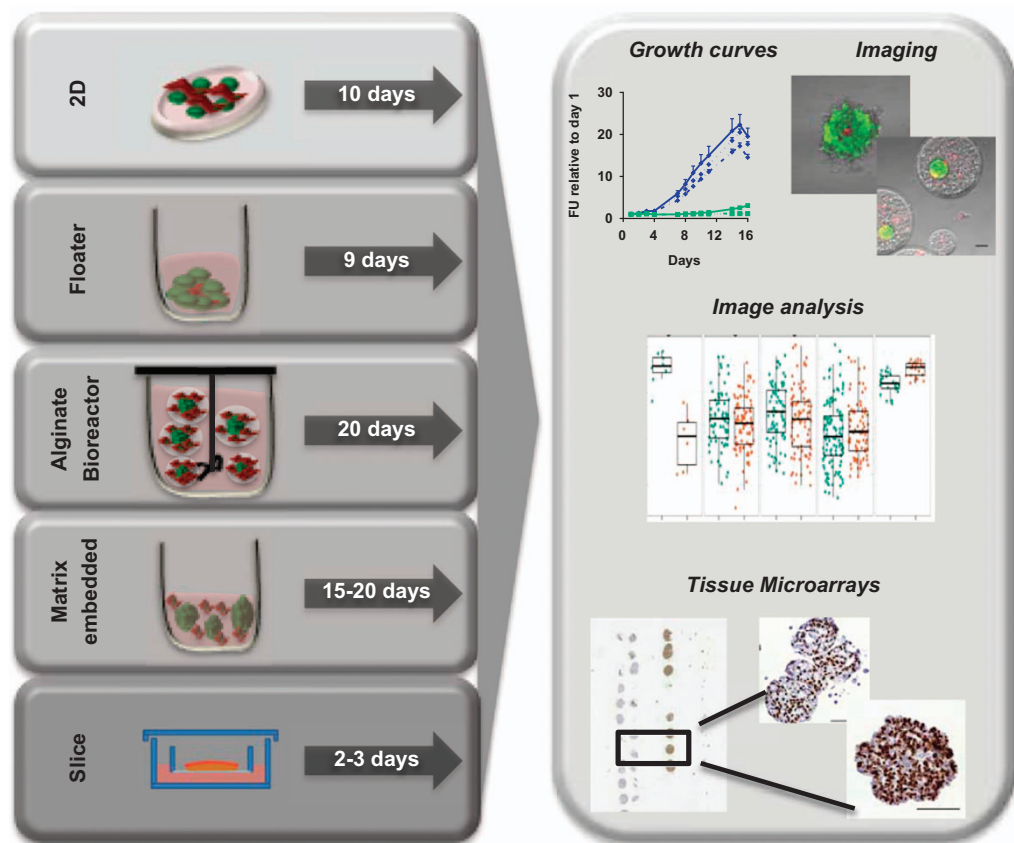 2D
10 days
Floater
9 days
Alginate
Bioreactor
20 days
Matrix
embedded
15-20 days
Slice
2-3 days
Growth curves
FU relative to day 1
30
20
10
0
0 4 8 12 16
Days
Imaging
Image analysis
Tissue Microarrays